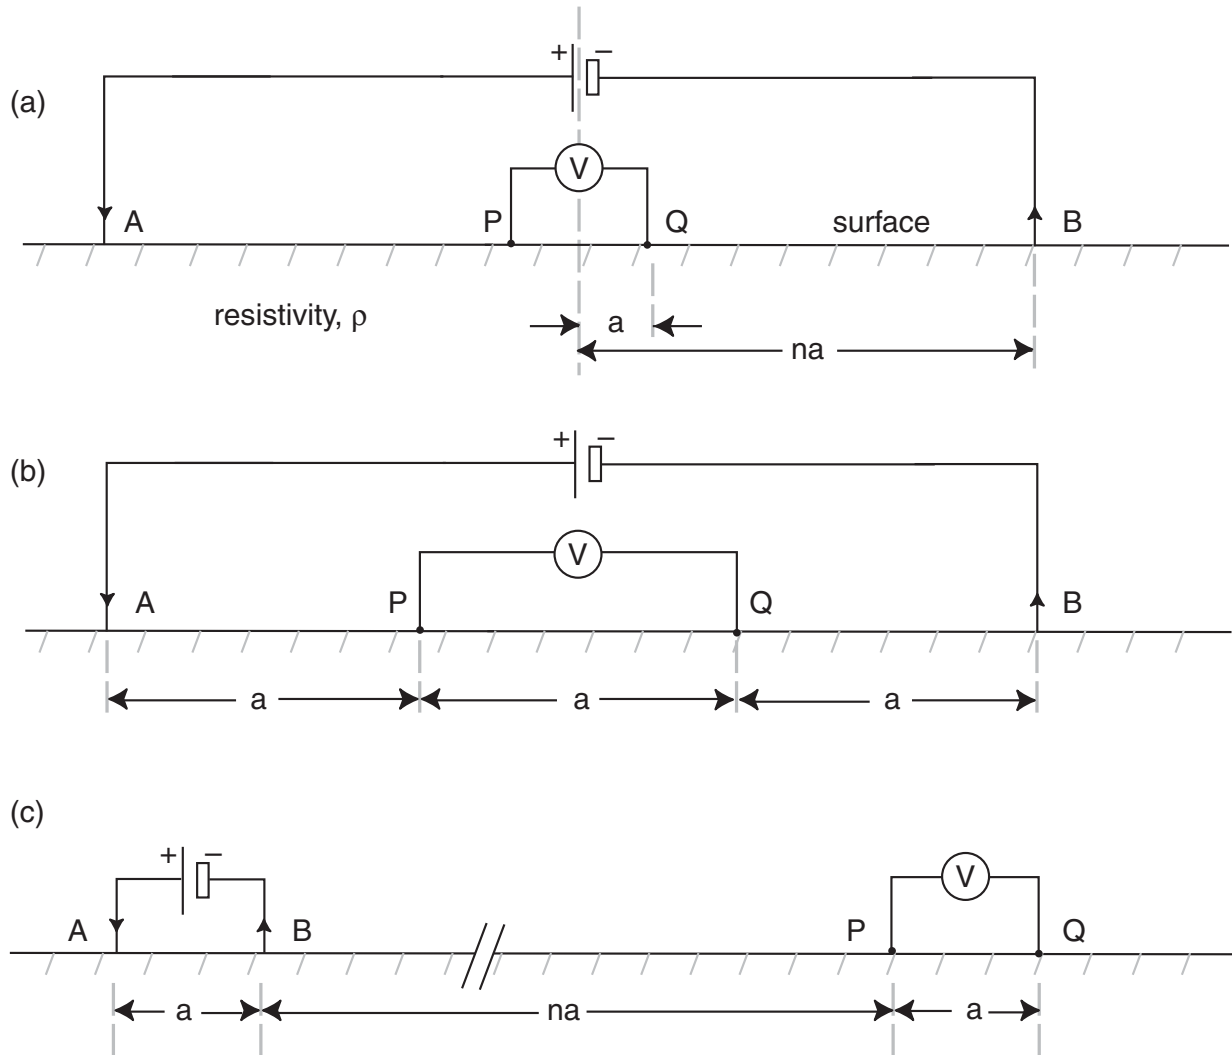 + −
(a)
V
A P Q surface B
resistivity, ρ
a
na
+ −
(b)
V
A P Q B
a a a
(c)
+ −
V
A B P Q
a na a